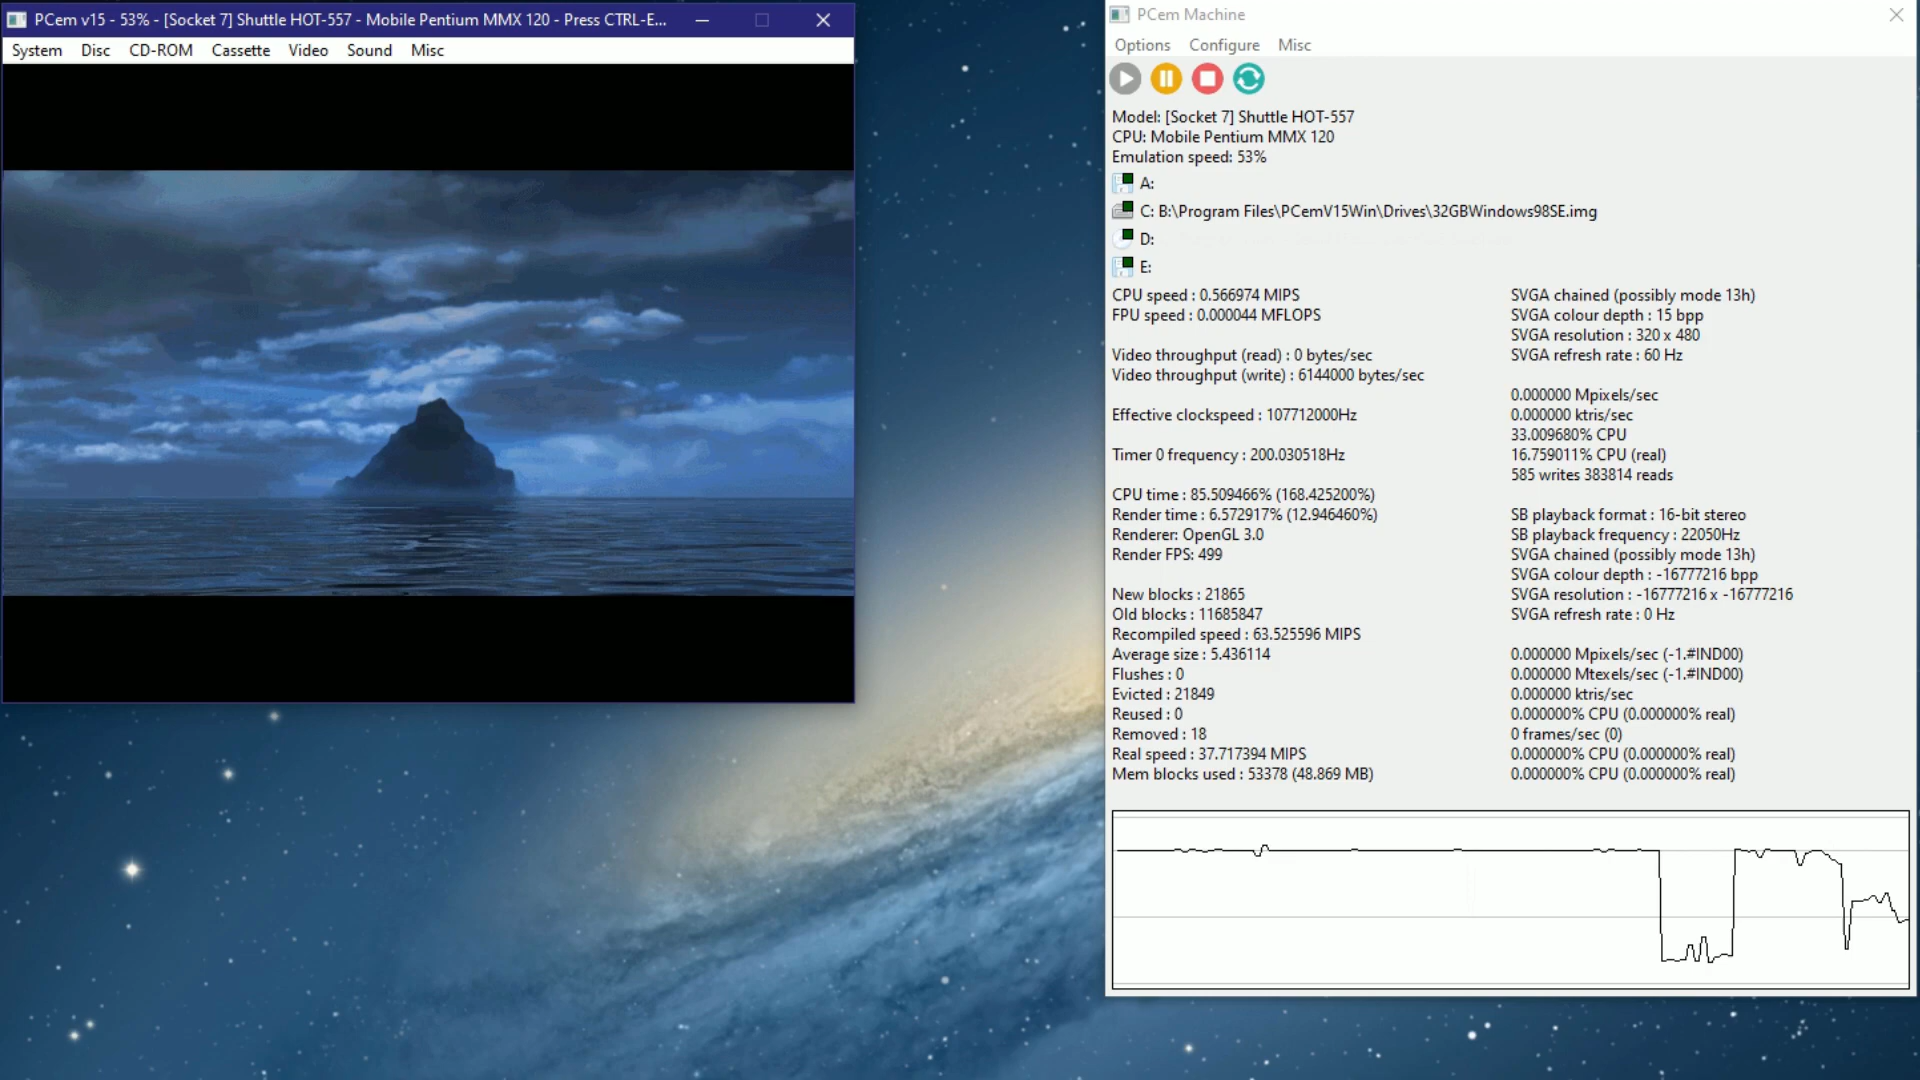 PCem v15 - 53% - [Socket 7] Shuttle HOT-557 - Mobile Pentium MMX 120 - Press CTRL-E...
System Disc CD-ROM Cassette Video Sound Misc
PCem Machine
Options Configure Misc
Model: [Socket 7] Shuttle HOT-557
CPU: Mobile Pentium MMX 120
Emulation speed: 53%
A:
C: B:\Program Files\PCemV15Win\Drives\32GBWindows98SE.img
D:
E:
CPU speed : 0.566974 MIPS
FPU speed : 0.000044 MFLOPS
Video throughput (read) : 0 bytes/sec
Video throughput (write) : 6144000 bytes/sec
Effective clockspeed : 107712000Hz
Timer 0 frequency : 200.030518Hz
CPU time : 85.509466% (168.425200%)
Render time : 6.572917% (12.946460%)
Renderer: OpenGL 3.0
Render FPS: 499
New blocks : 21865
Old blocks : 11685847
Recompiled speed : 63.525596 MIPS
Average size : 5.436114
Flushes : 0
Evicted : 21849
Reused : 0
Removed : 18
Real speed : 37.717394 MIPS
Mem blocks used : 53378 (48.869 MB)
SVGA chained (possibly mode 13h)
SVGA colour depth : 15 bpp
SVGA resolution : 320 x 480
SVGA refresh rate : 60 Hz
0.000000 Mpixels/sec
0.000000 ktris/sec
33.009680% CPU
16.759011% CPU (real)
585 writes 383814 reads
SB playback format : 16-bit stereo
SB playback frequency : 22050Hz
SVGA chained (possibly mode 13h)
SVGA colour depth : -16777216 bpp
SVGA resolution : -16777216 x -16777216
SVGA refresh rate : 0 Hz
0.000000 Mpixels/sec (-1.#IND00)
0.000000 Mtexels/sec (-1.#IND00)
0.000000 ktris/sec
0.000000% CPU (0.000000% real)
0 frames/sec (0)
0.000000% CPU (0.000000% real)
0.000000% CPU (0.000000% real)